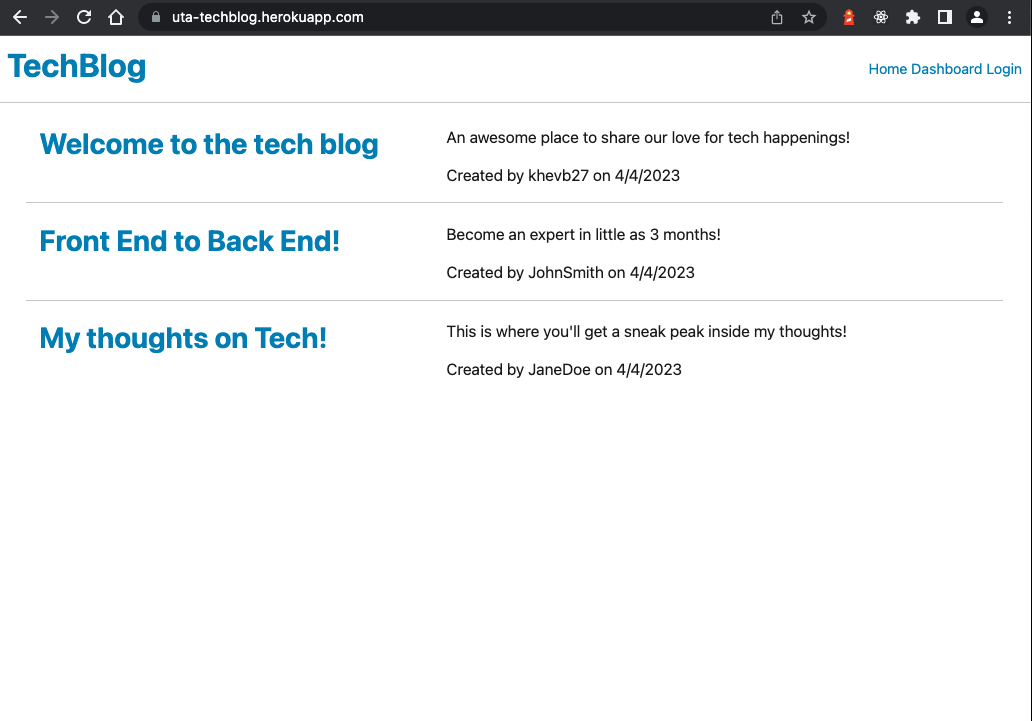 uta-techblog.herokuapp.com
TechBlog
Home Dashboard Login
Welcome to the tech blog
An awesome place to share our love for tech happenings!
Created by khevb27 on 4/4/2023
Front End to Back End!
Become an expert in little as 3 months!
Created by JohnSmith on 4/4/2023
My thoughts on Tech!
This is where you'll get a sneak peak inside my thoughts!
Created by JaneDoe on 4/4/2023